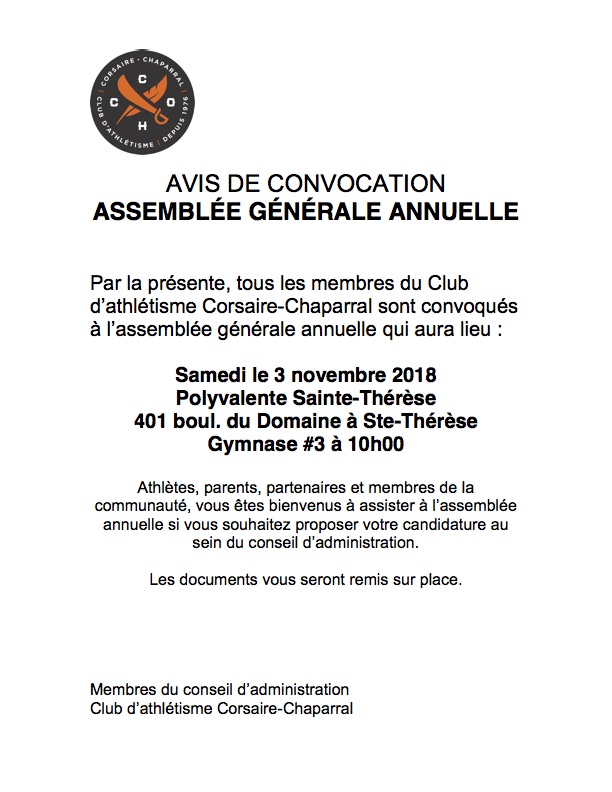 CORSAIRE - CHAPARRAL
C
C O
H
CLUB D'ATHLÉTISME | DEPUIS 1976
AVIS DE CONVOCATION
ASSEMBLÉE GÉNÉRALE ANNUELLE
Par la présente, tous les membres du Club
d’athlétisme Corsaire-Chaparral sont convoqués
à l’assemblée générale annuelle qui aura lieu :
Samedi le 3 novembre 2018
Polyvalente Sainte-Thérèse
401 boul. du Domaine à Ste-Thérèse
Gymnase #3 à 10h00
Athlètes, parents, partenaires et membres de la
communauté, vous êtes bienvenus à assister à l’assemblée
annuelle si vous souhaitez proposer votre candidature au
sein du conseil d’administration.
Les documents vous seront remis sur place.
Membres du conseil d’administration
Club d’athlétisme Corsaire-Chaparral